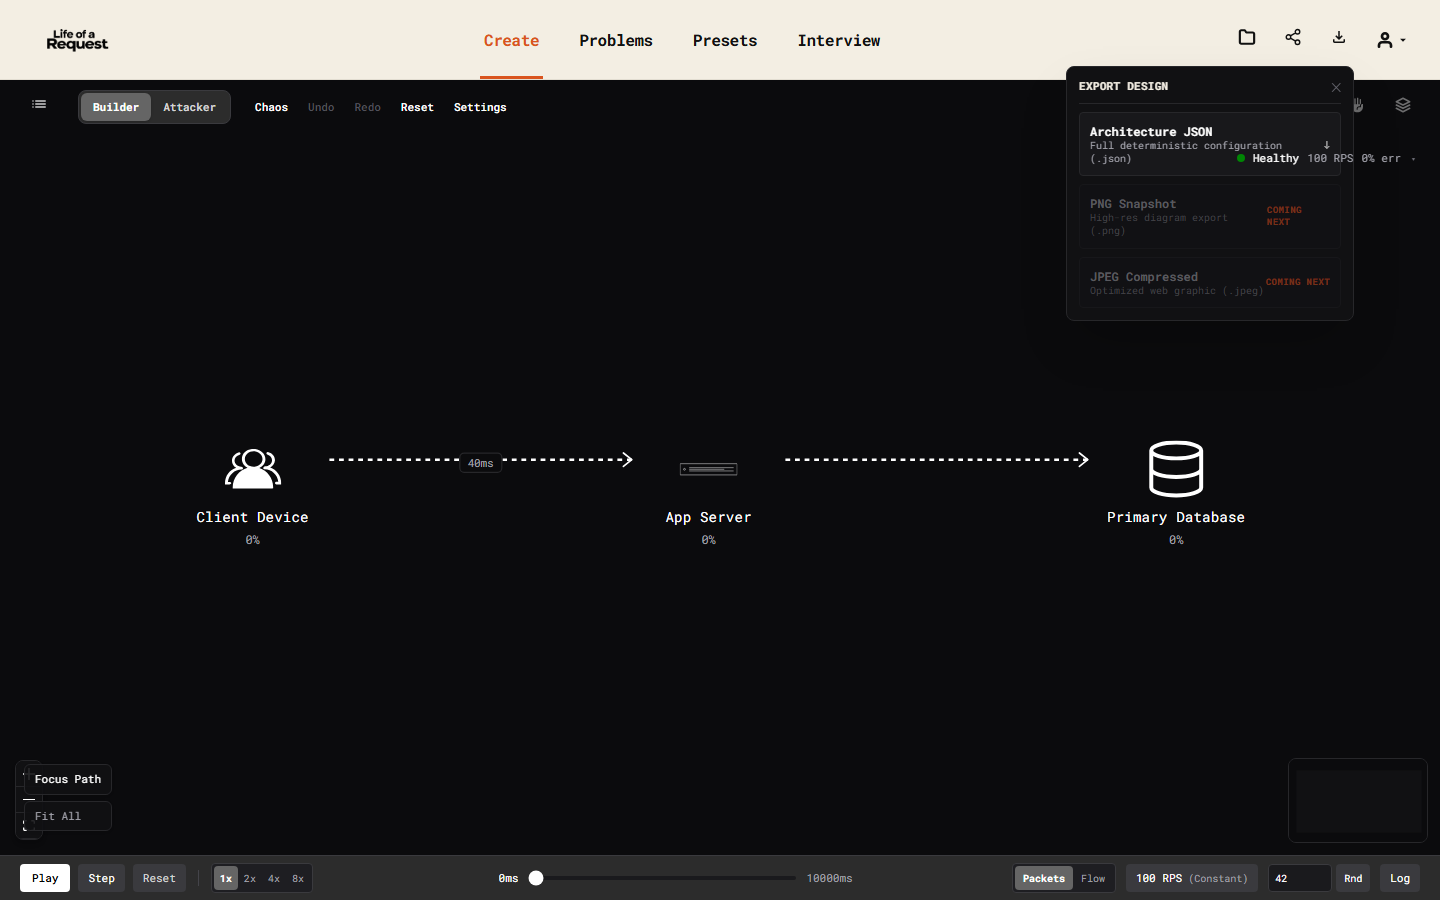 Life of a
Request
Create
Problems
Presets
Interview
Builder
Attacker
Chaos
Undo
Redo
Reset
Settings
EXPORT DESIGN
Architecture JSON
Full deterministic configuration
(.json)
Healthy 100 RPS 0% err
PNG Snapshot
High-res diagram export
(.png)
COMING
NEXT
JPEG Compressed
Optimized web graphic (.jpeg)
COMING NEXT
40ms
Client Device
0%
App Server
0%
Primary Database
0%
Focus Path
Fit All
Play
Step
Reset
1x
2x
4x
8x
0ms
10000ms
Packets
Flow
100 RPS (Constant)
42
Rnd
Log